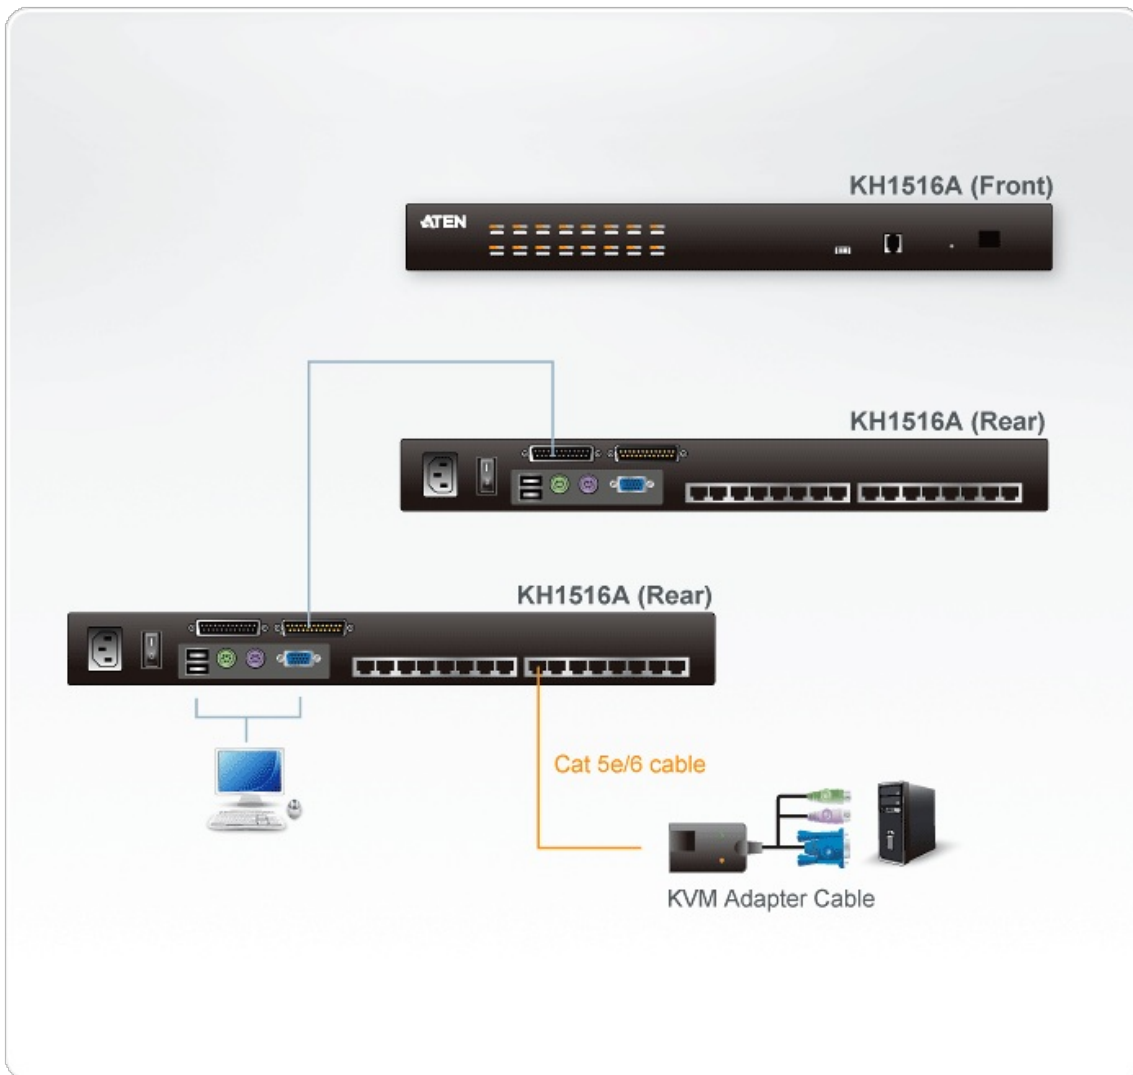 KH1516A (Front)
ATEN
KH1516A (Rear)
KH1516A (Rear)
Cat 5e/6 cable
KVM Adapter Cable